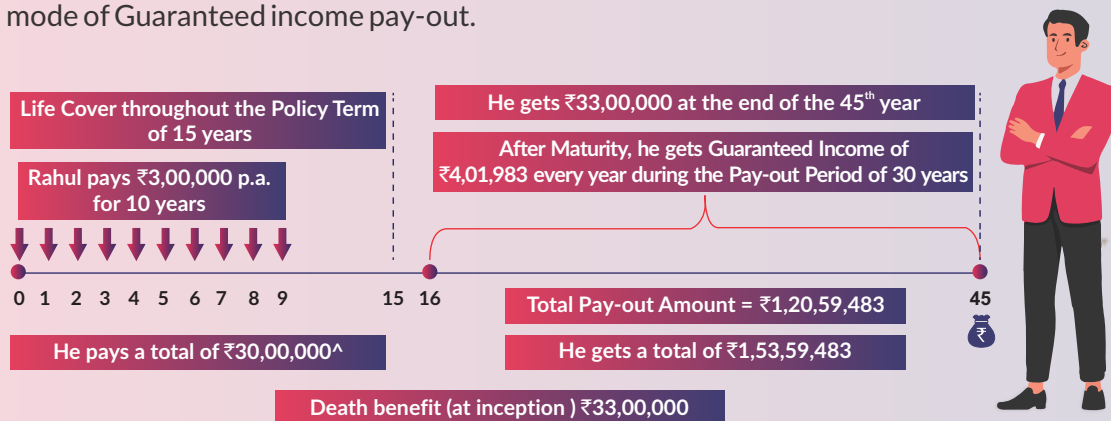 mode of Guaranteed income pay-out.
Life Cover throughout the Policy Term
of 15 years
He gets ₹33,00,000 at the end of the 45th year
After Maturity, he gets Guaranteed Income of
₹4,01,983 every year during the Pay-out Period of 30 years
Rahul pays ₹3,00,000 p.a.
for 10 years
0 1 2 3 4 5 6 7 8 9 15 16 45
Total Pay-out Amount = ₹1,20,59,483
₹
He pays a total of ₹30,00,000^
He gets a total of ₹1,53,59,483
Death benefit (at inception ) ₹33,00,000